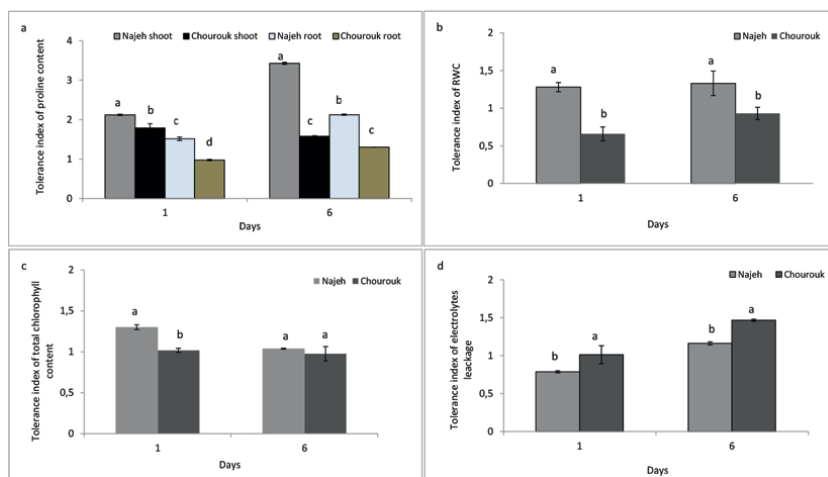 a
Najeh shoot Chourouk shoot Najeh root Chourouk root
Tolerance index of proline content
4
3
2
1
0
a b c d
a c b c
1 6
Days
b
Najeh Chourouk
Tolerance index of RWC
2
1,5
1
0,5
0
a b a b
1 6
Days
c
Najeh Chourouk
Tolerance index of total chlorophyll
content
2
1,5
1
0,5
0
a b a a
1 6
Days
d
Najeh Chourouk
Tolerance index of electrolytes
leackage
2
1,5
1
0,5
0
b a b a
1 6
Days